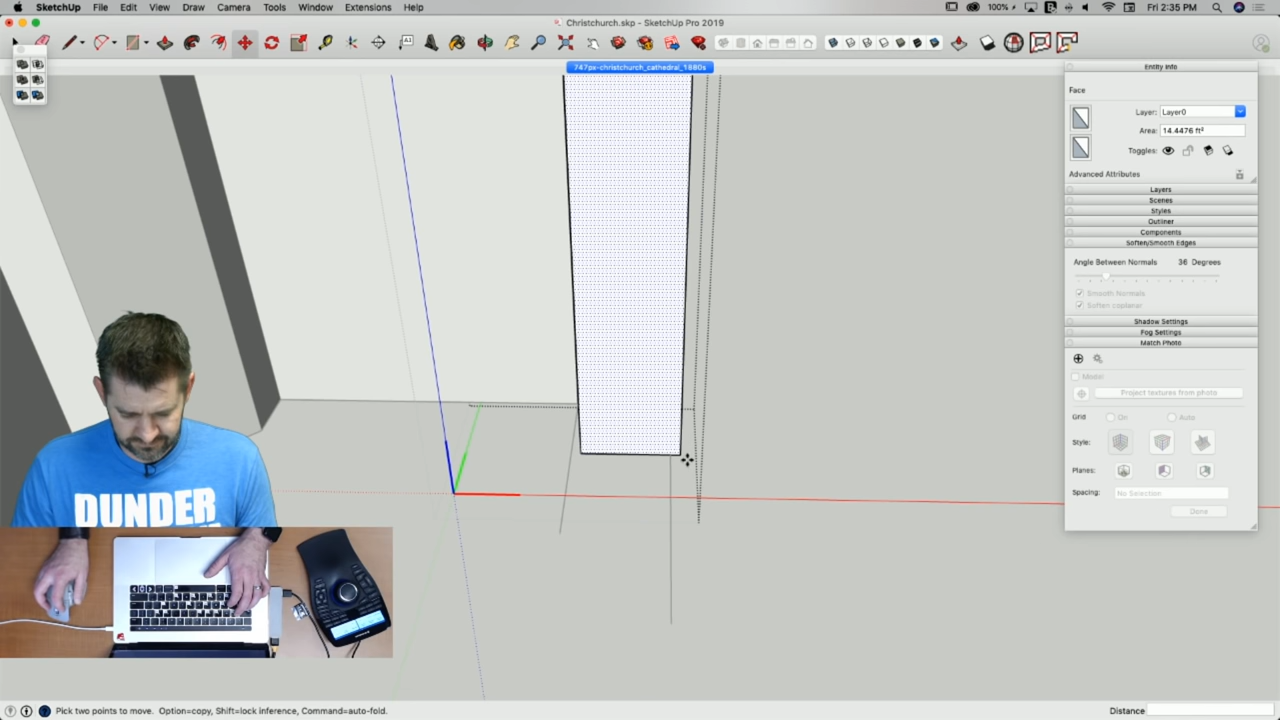 SketchUp File Edit View Draw Camera Tools Window Extensions Help 100% Fri 2:35 PM
Christchurch.skp - SketchUp Pro 2019
747px-christchurch_cathedral_1880s
Entity Info
Face
Layer: Layer0
Area: 14.4476 ft²
Toggles:
Advanced Attributes
Layers
Scenes
Styles
Outliner
Components
Soften/Smooth Edges
Angle Between Normals 36 Degrees
Smooth Normals
Soften coplanar
Shadow Settings
Fog Settings
Match Photo
Model
Project textures from photo
Grid On Auto
Style:
Planes:
Spacing: No Selection
Done
DUNDER
Pick two points to move. Option=copy, Shift=lock inference, Command=auto-fold.
Distance